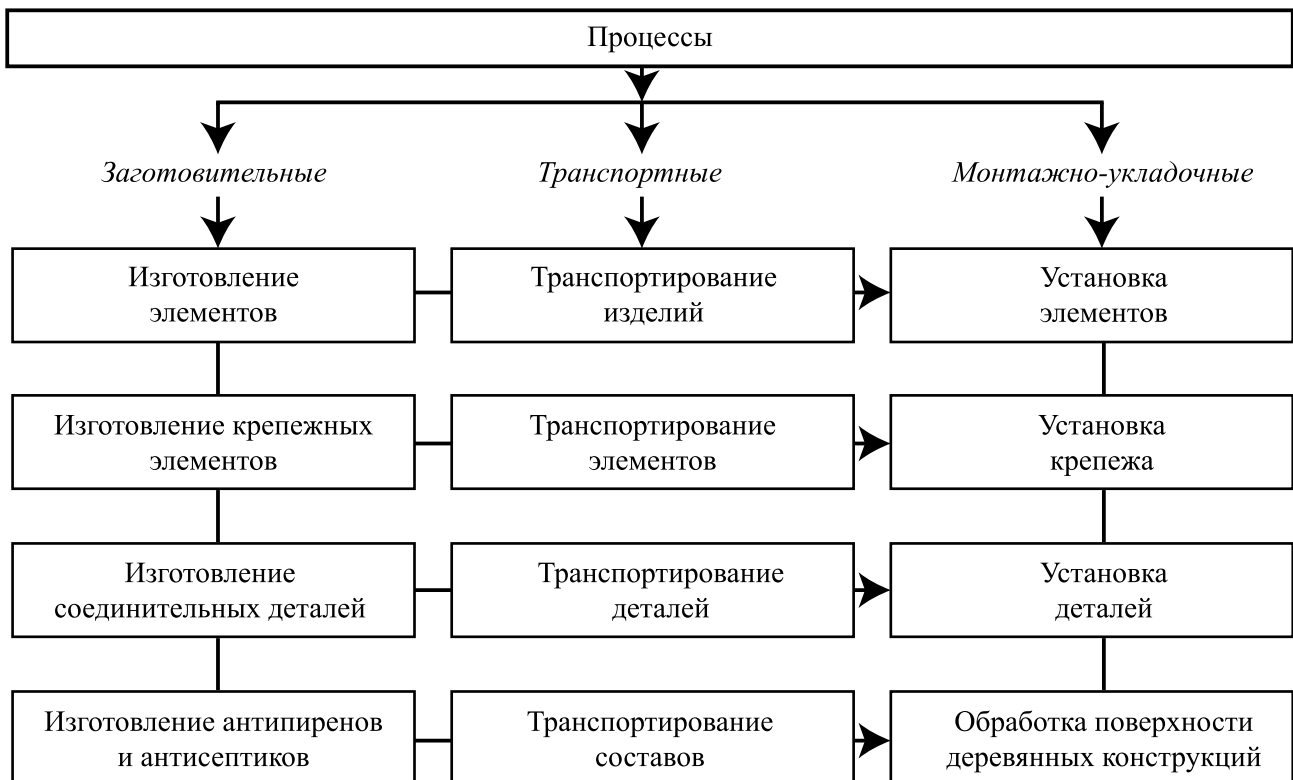 Процессы
Заготовительные
Транспортные
Монтажно-укладочные
Изготовление
элементов
Транспортирование
изделий
Установка
элементов
Изготовление крепежных
элементов
Транспортирование
элементов
Установка
крепежа
Изготовление
соединительных деталей
Транспортирование
деталей
Установка
деталей
Изготовление антипиренов
и антисептиков
Транспортирование
составов
Обработка поверхности
деревянных конструкций